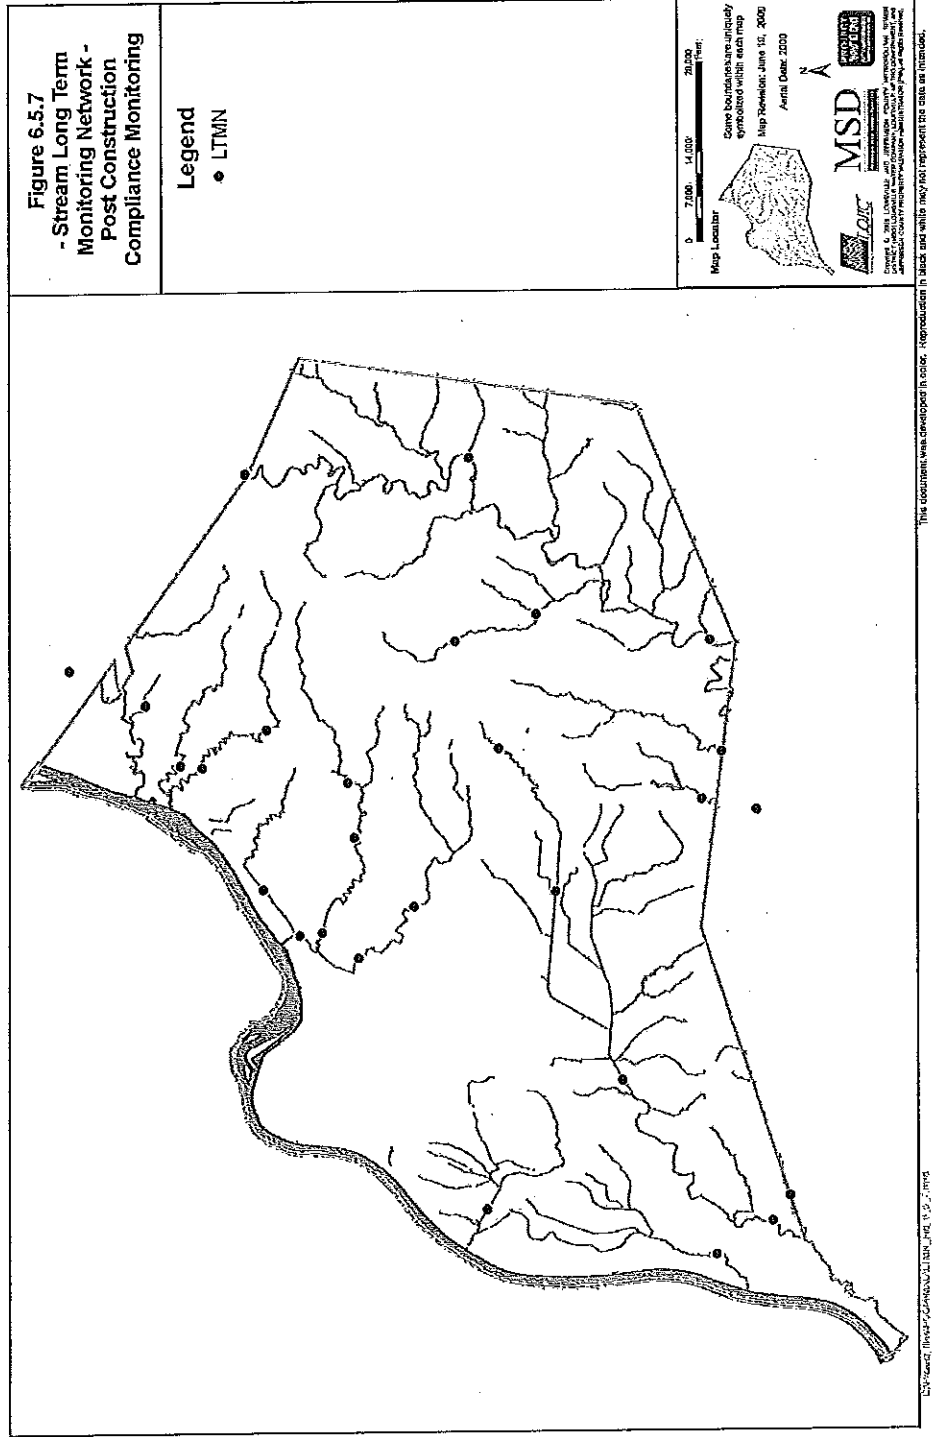 Figure 6.5.7
- Stream Long Term
Monitoring Network -
Post Construction
Compliance Monitoring
Legend
LTMN
0 7,000 14,000 28,000
Feet
Map Locator
Some boundaries are uniquely
symbolized within each map
Map Revision: June 10,
Aerial Date: 2000
N
LOJIC
MSD
This document was developed in color. Reproduction in black and white may not represent the data as intended.